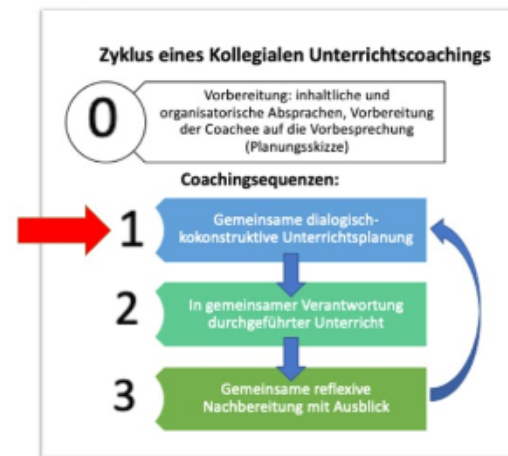 Zyklus eines Kollegialen Unterrichtscoachings
0
Vorbereitung: inhaltliche und
organisatorische Absprachen, Vorbereitung
der Coachee auf die Vorbesprechung
(Planungsskizze)
Coachingsequenzen:
1
Gemeinsame dialogisch-
kokonstruktive Unterrichtsplanung
2
In gemeinsamer Verantwortung
durchgeführter Unterricht
3
Gemeinsame reflexive
Nachbereitung mit Ausblick